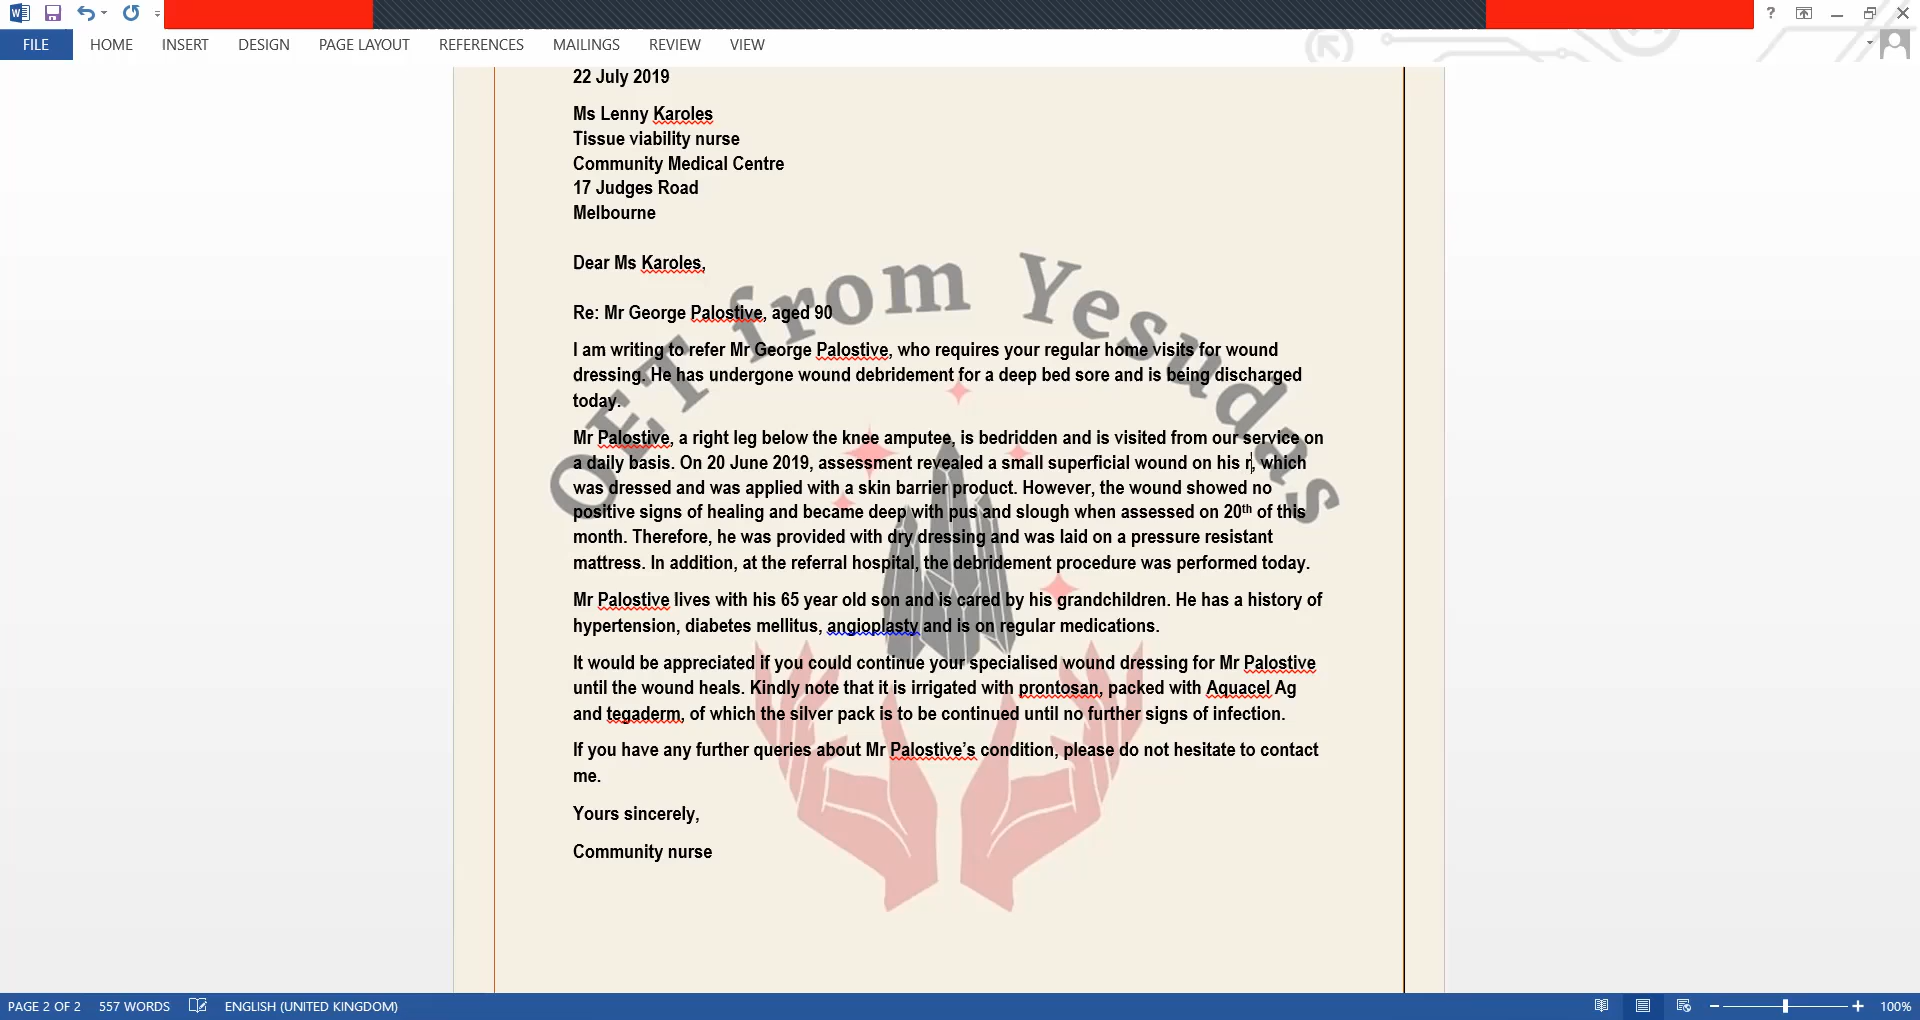 FILE HOME INSERT DESIGN PAGE LAYOUT REFERENCES MAILINGS REVIEW VIEW
22 July 2019
Ms Lenny Karoles
Tissue viability nurse
Community Medical Centre
17 Judges Road
Melbourne
Dear Ms Karoles,
OET from Yesudas
Re: Mr George Palostive, aged 90
I am writing to refer Mr George Palostive, who requires your regular home visits for wound
dressing. He has undergone wound debridement for a deep bed sore and is being discharged
today.
Mr Palostive, a right leg below the knee amputee, is bedridden and is visited from our service on
a daily basis. On 20 June 2019, assessment revealed a small superficial wound on his r, which
was dressed and was applied with a skin barrier product. However, the wound showed no
positive signs of healing and became deep with pus and slough when assessed on 20th of this
month. Therefore, he was provided with dry dressing and was laid on a pressure resistant
mattress. In addition, at the referral hospital, the debridement procedure was performed today.
Mr Palostive lives with his 65 year old son and is cared by his grandchildren. He has a history of
hypertension, diabetes mellitus, angioplasty and is on regular medications.
It would be appreciated if you could continue your specialised wound dressing for Mr Palostive
until the wound heals. Kindly note that it is irrigated with prontosan, packed with Aquacel Ag
and tegaderm, of which the silver pack is to be continued until no further signs of infection.
If you have any further queries about Mr Palostive's condition, please do not hesitate to contact
me.
Yours sincerely,
Community nurse
PAGE 2 OF 2 557 WORDS ENGLISH (UNITED KINGDOM) 100%